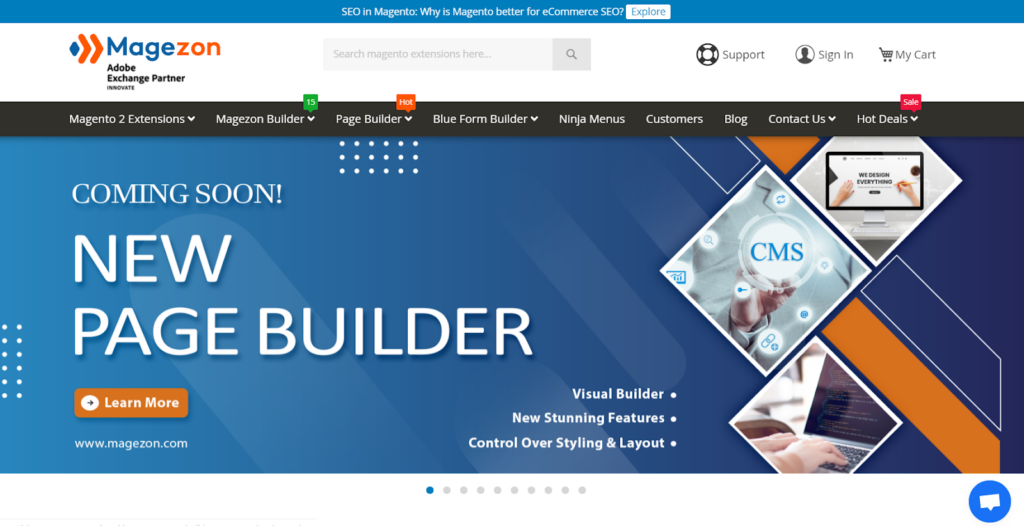 SEO in Magento: Why is Magento better for eCommerce SEO? Explore
Magezon
Adobe
Exchange Partner
INNOVATE
Search magento extensions here...
Support
Sign In
My Cart
15
Hot
Sale
Magento 2 Extensions
Magezon Builder
Page Builder
Blue Form Builder
Ninja Menus
Customers
Blog
Contact Us
Hot Deals
COMING SOON!
NEW
PAGE BUILDER
Learn More
www.magezon.com
Visual Builder
New Stunning Features
Control Over Styling & Layout
WE DESIGN
EVERYTHING
CMS